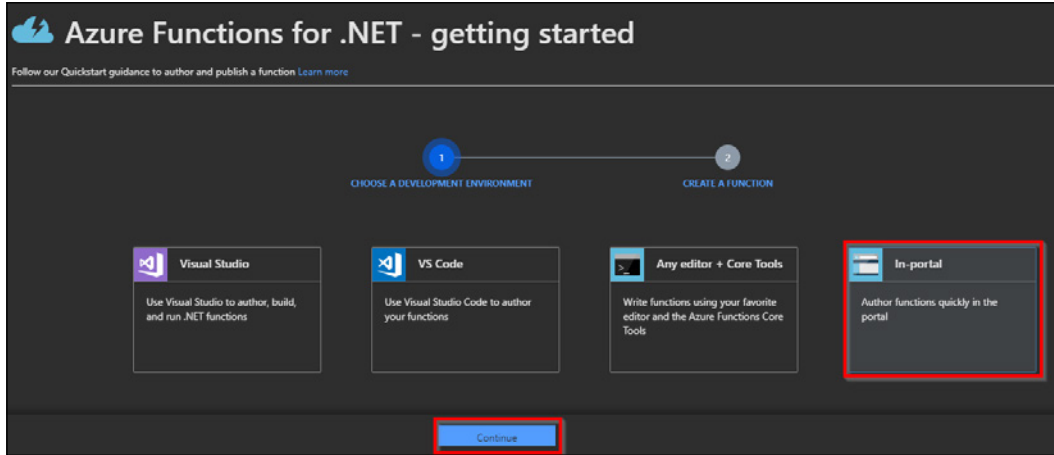 Azure Functions for .NET - getting started
Follow our Quickstart guidance to author and publish a function Learn more
1
2
CHOOSE A DEVELOPMENT ENVIRONMENT
CREATE A FUNCTION
Visual Studio
Use Visual Studio to author, build,
and run .NET functions
VS Code
Use Visual Studio Code to author
your functions
Any editor + Core Tools
Write functions using your favorite
editor and the Azure Functions Core
Tools
In-portal
Author functions quickly in the
portal
Continue